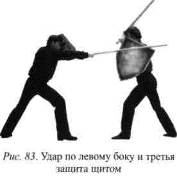 Рис. 83. Удар по левому боку и третья
защита щитом